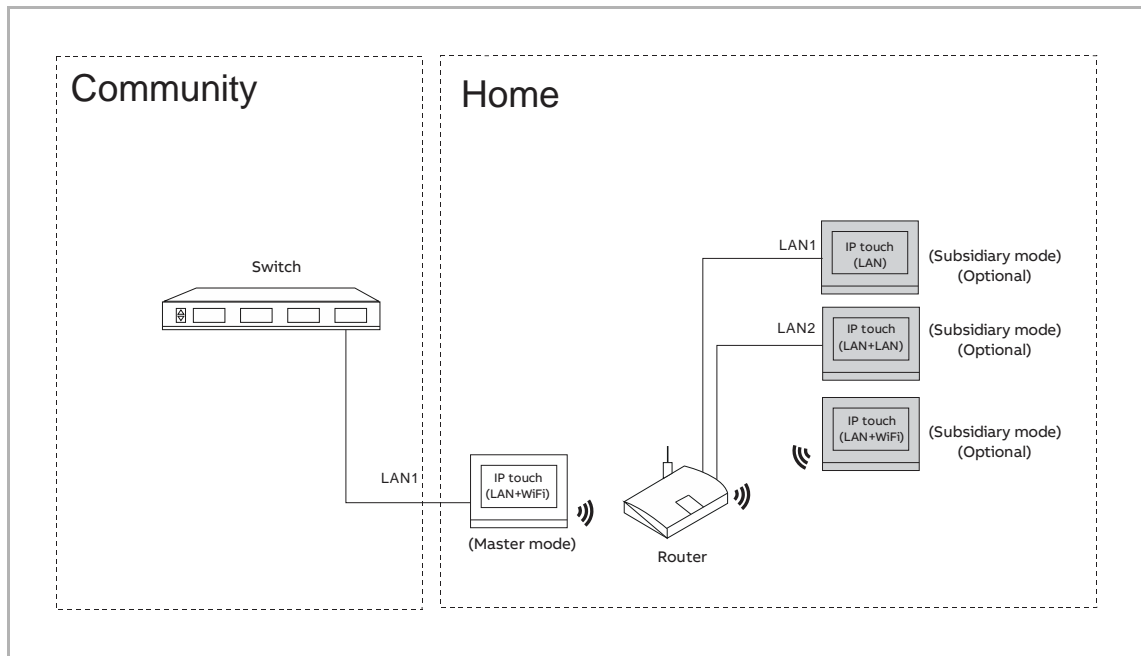 Community
Home
Switch
LAN1
IP touch
(LAN+WiFi)
(Master mode)
Router
LAN1
IP touch
(LAN)
(Subsidiary mode)
(Optional)
LAN2
IP touch
(LAN+LAN)
(Subsidiary mode)
(Optional)
IP touch
(LAN+WiFi)
(Subsidiary mode)
(Optional)